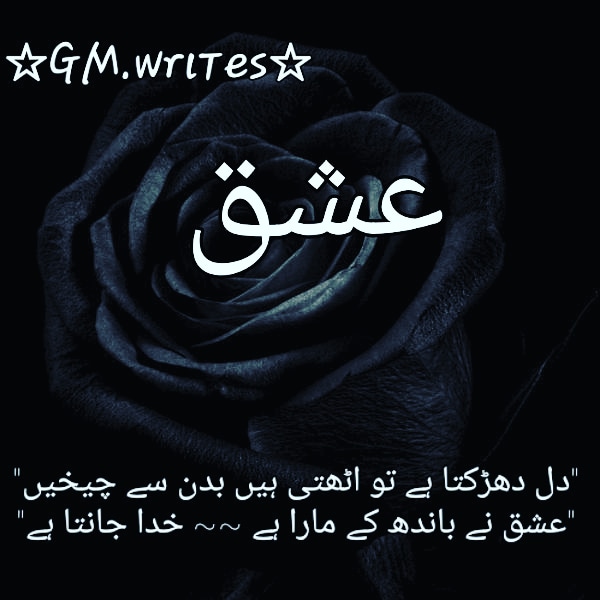 ☆GM.writes☆
عشق
"دل دھڑکتا ہے تو اٹھتی ہیں بدن سے چیخیں"
"عشق نے باندھ کے مارا ہے ~~ خدا جانتا ہے"